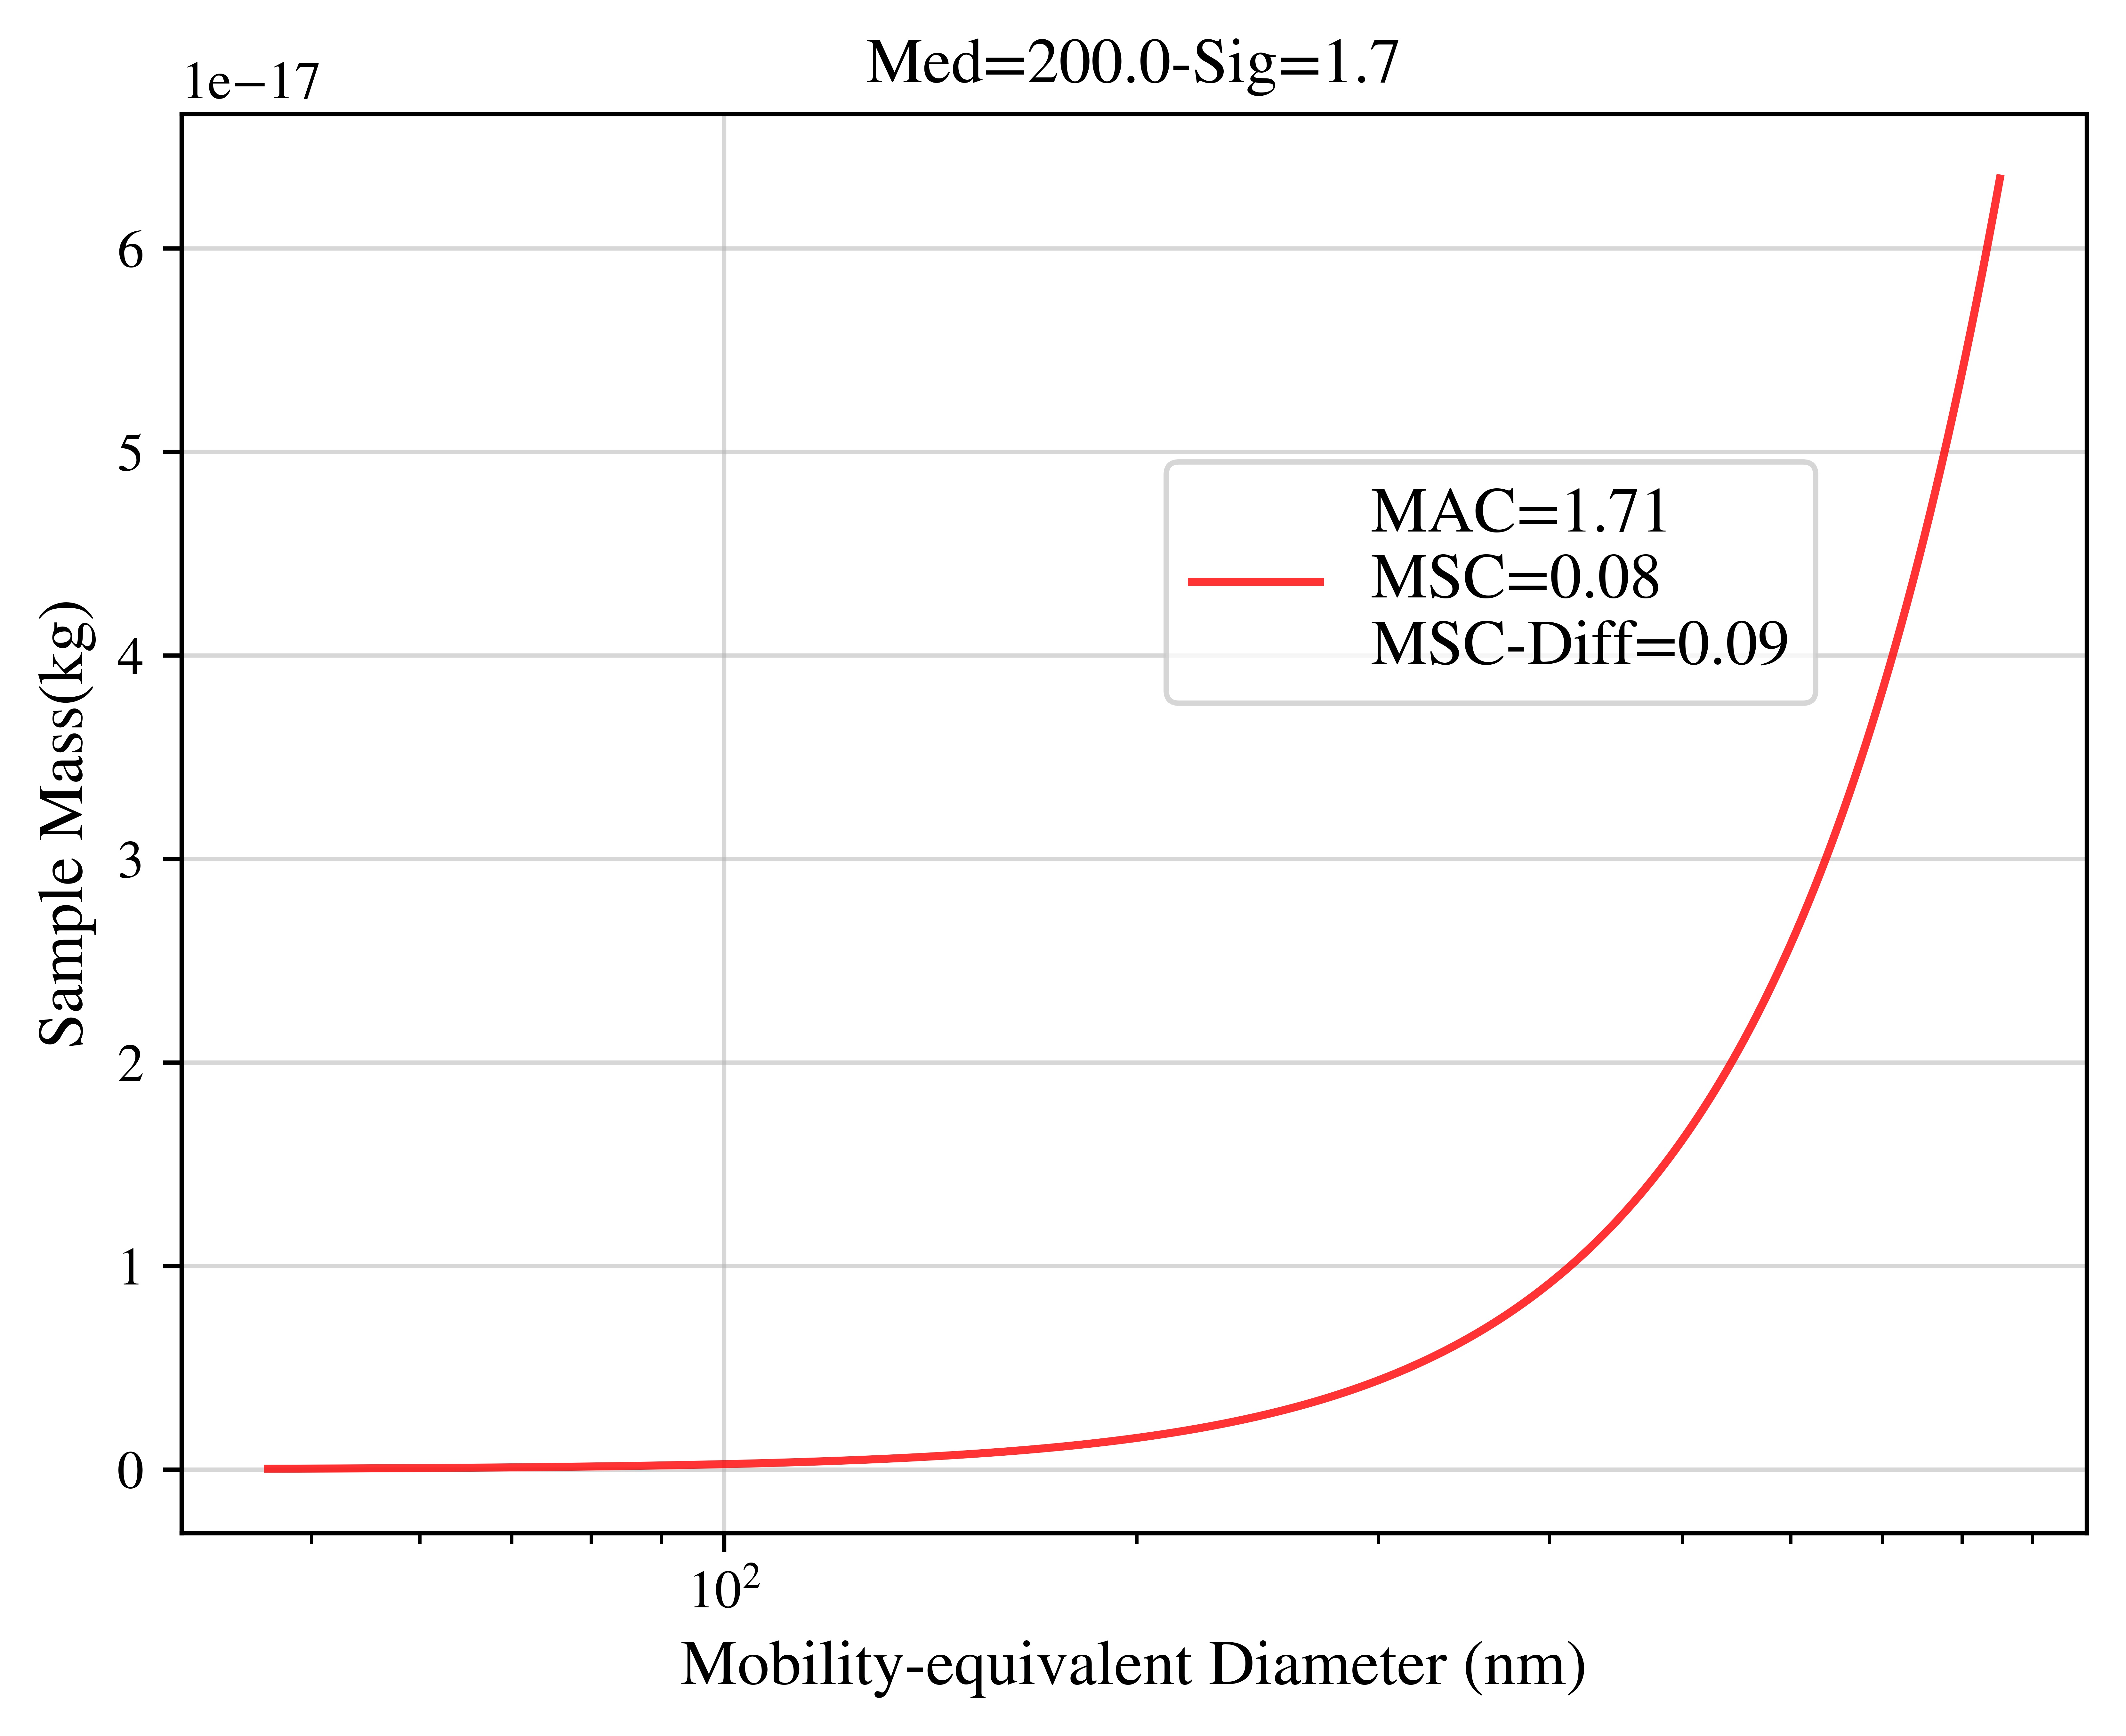 Med=200.0-Sig=1.7
1e−17
6
5
4
3
2
1
0
Sample Mass(kg)
MAC=1.71
MSC=0.08
MSC-Diff=0.09
10²
Mobility-equivalent Diameter (nm)